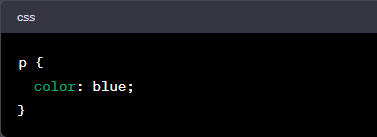 css
p {
  color: blue;
}